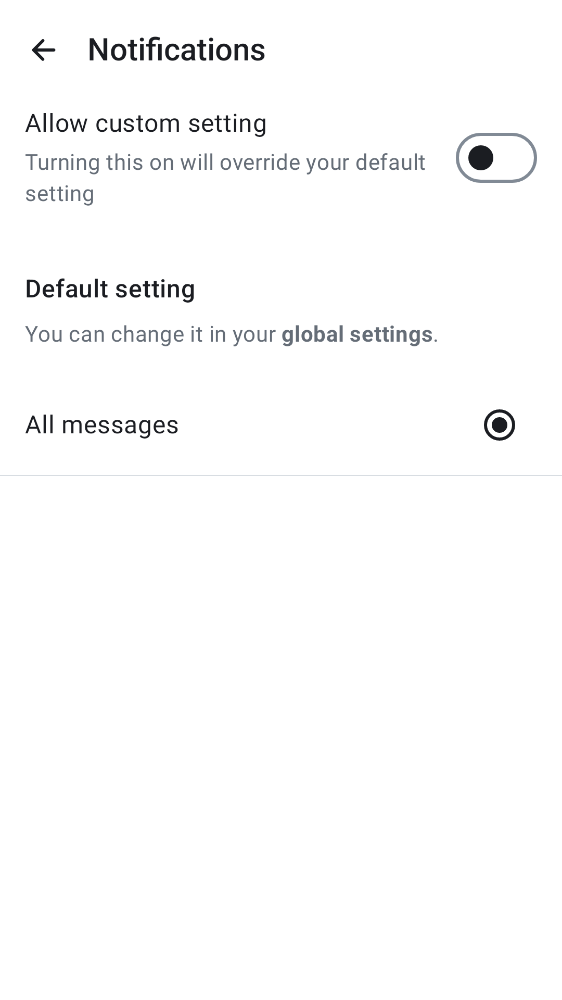 Notifications
Allow custom setting
Turning this on will override your default
setting
Default setting
You can change it in your global settings.
All messages